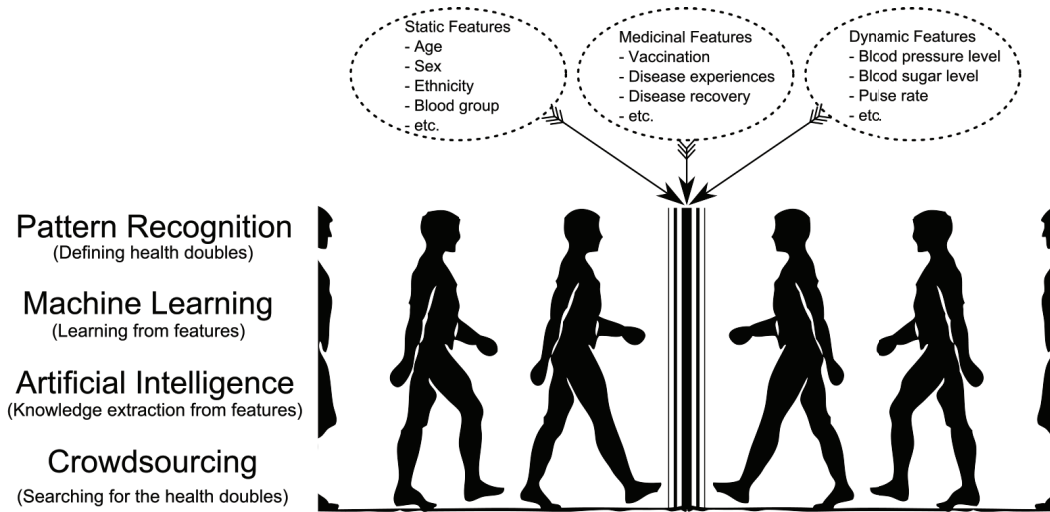 Static Features
- Age
- Sex
- Ethnicity
- Blood group
- etc.
Medicinal Features
- Vaccination
- Disease experiences
- Disease recovery
- etc.
Dynamic Features
- Blood pressure level
- Blood sugar level
- Pulse rate
- etc.
Pattern Recognition
(Defining health doubles)
Machine Learning
(Learning from features)
Artificial Intelligence
(Knowledge extraction from features)
Crowdsourcing
(Searching for the health doubles)